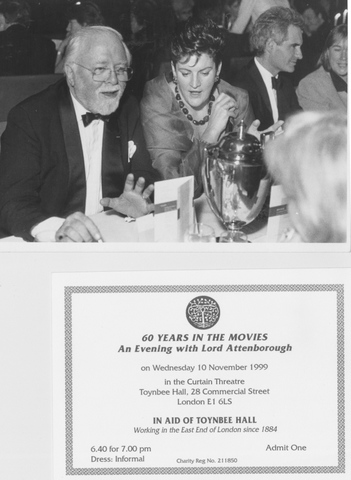 60 YEARS IN THE MOVIES
An Evening with Lord Attenborough
on Wednesday 10 November 1999
in the Curtain Threatre
Toynbee Hall, 28 Commercial Street
London E1 6LS
IN AID OF TOYNBEE HALL
Working in the East End of London since 1884
6.40 for 7.00 pm
Admit One
Dress: Informal
Charity Reg No. 211850